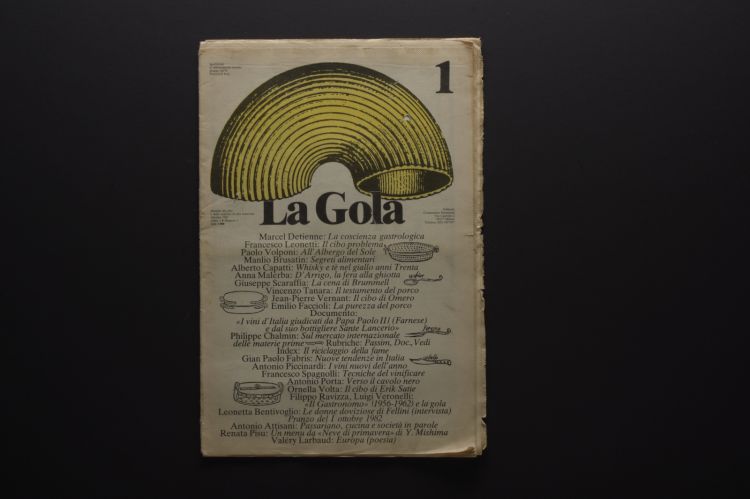 1
La Gola
Marcel Detienne: La coscienza gastrologica
Francesco Leonetti: Il cibo problema
Paolo Volponi: All'Albergo del Sole
Manlio Brusatin: Segreti alimentari
Alberto Capatti: Whisky e tè nel giallo anni Trenta
Anna Malerba: D'Arrigo, la fera alla ghiotta
Giuseppe Scaraffia: La cena di Brummell
Vincenzo Tanara: Il testamento del porco
Jean-Pierre Vernant: Il cibo di Omero
Emilio Faccioli: La purezza del porco
Documento:
«I vini d'Italia giudicati da Papa Paolo III (Farnese)
e dal suo bottigliere Sante Lancerio»
Philippe Chalmin: Sul mercato internazionale
delle materie prime Rubriche: Passim, Doc, Vedi
Index: Il riciclaggio della fame
Gian Paolo Fabris: Nuove tendenze in Italia
Antonio Piccinardi: I vini nuovi dell'anno
Francesco Spagnolli: Tecniche del vinificare
Antonio Porta: Verso il cavolo nero
Ornella Volta: Il cibo di Erik Satie
Filippo Ravizza, Luigi Veronelli:
«Il Gastronomo» (1956-1962) e la gola
Leonetta Bentivoglio: Le donne doviziose di Fellini (intervista)
Pranzo del 1 ottobre 1982
Antonio Attisani: Passariano, cucina e società in parole
Renata Pisu: Un menu da «Neve di primavera» di Y. Mishima
Valéry Larbaud: Europa (poesia)